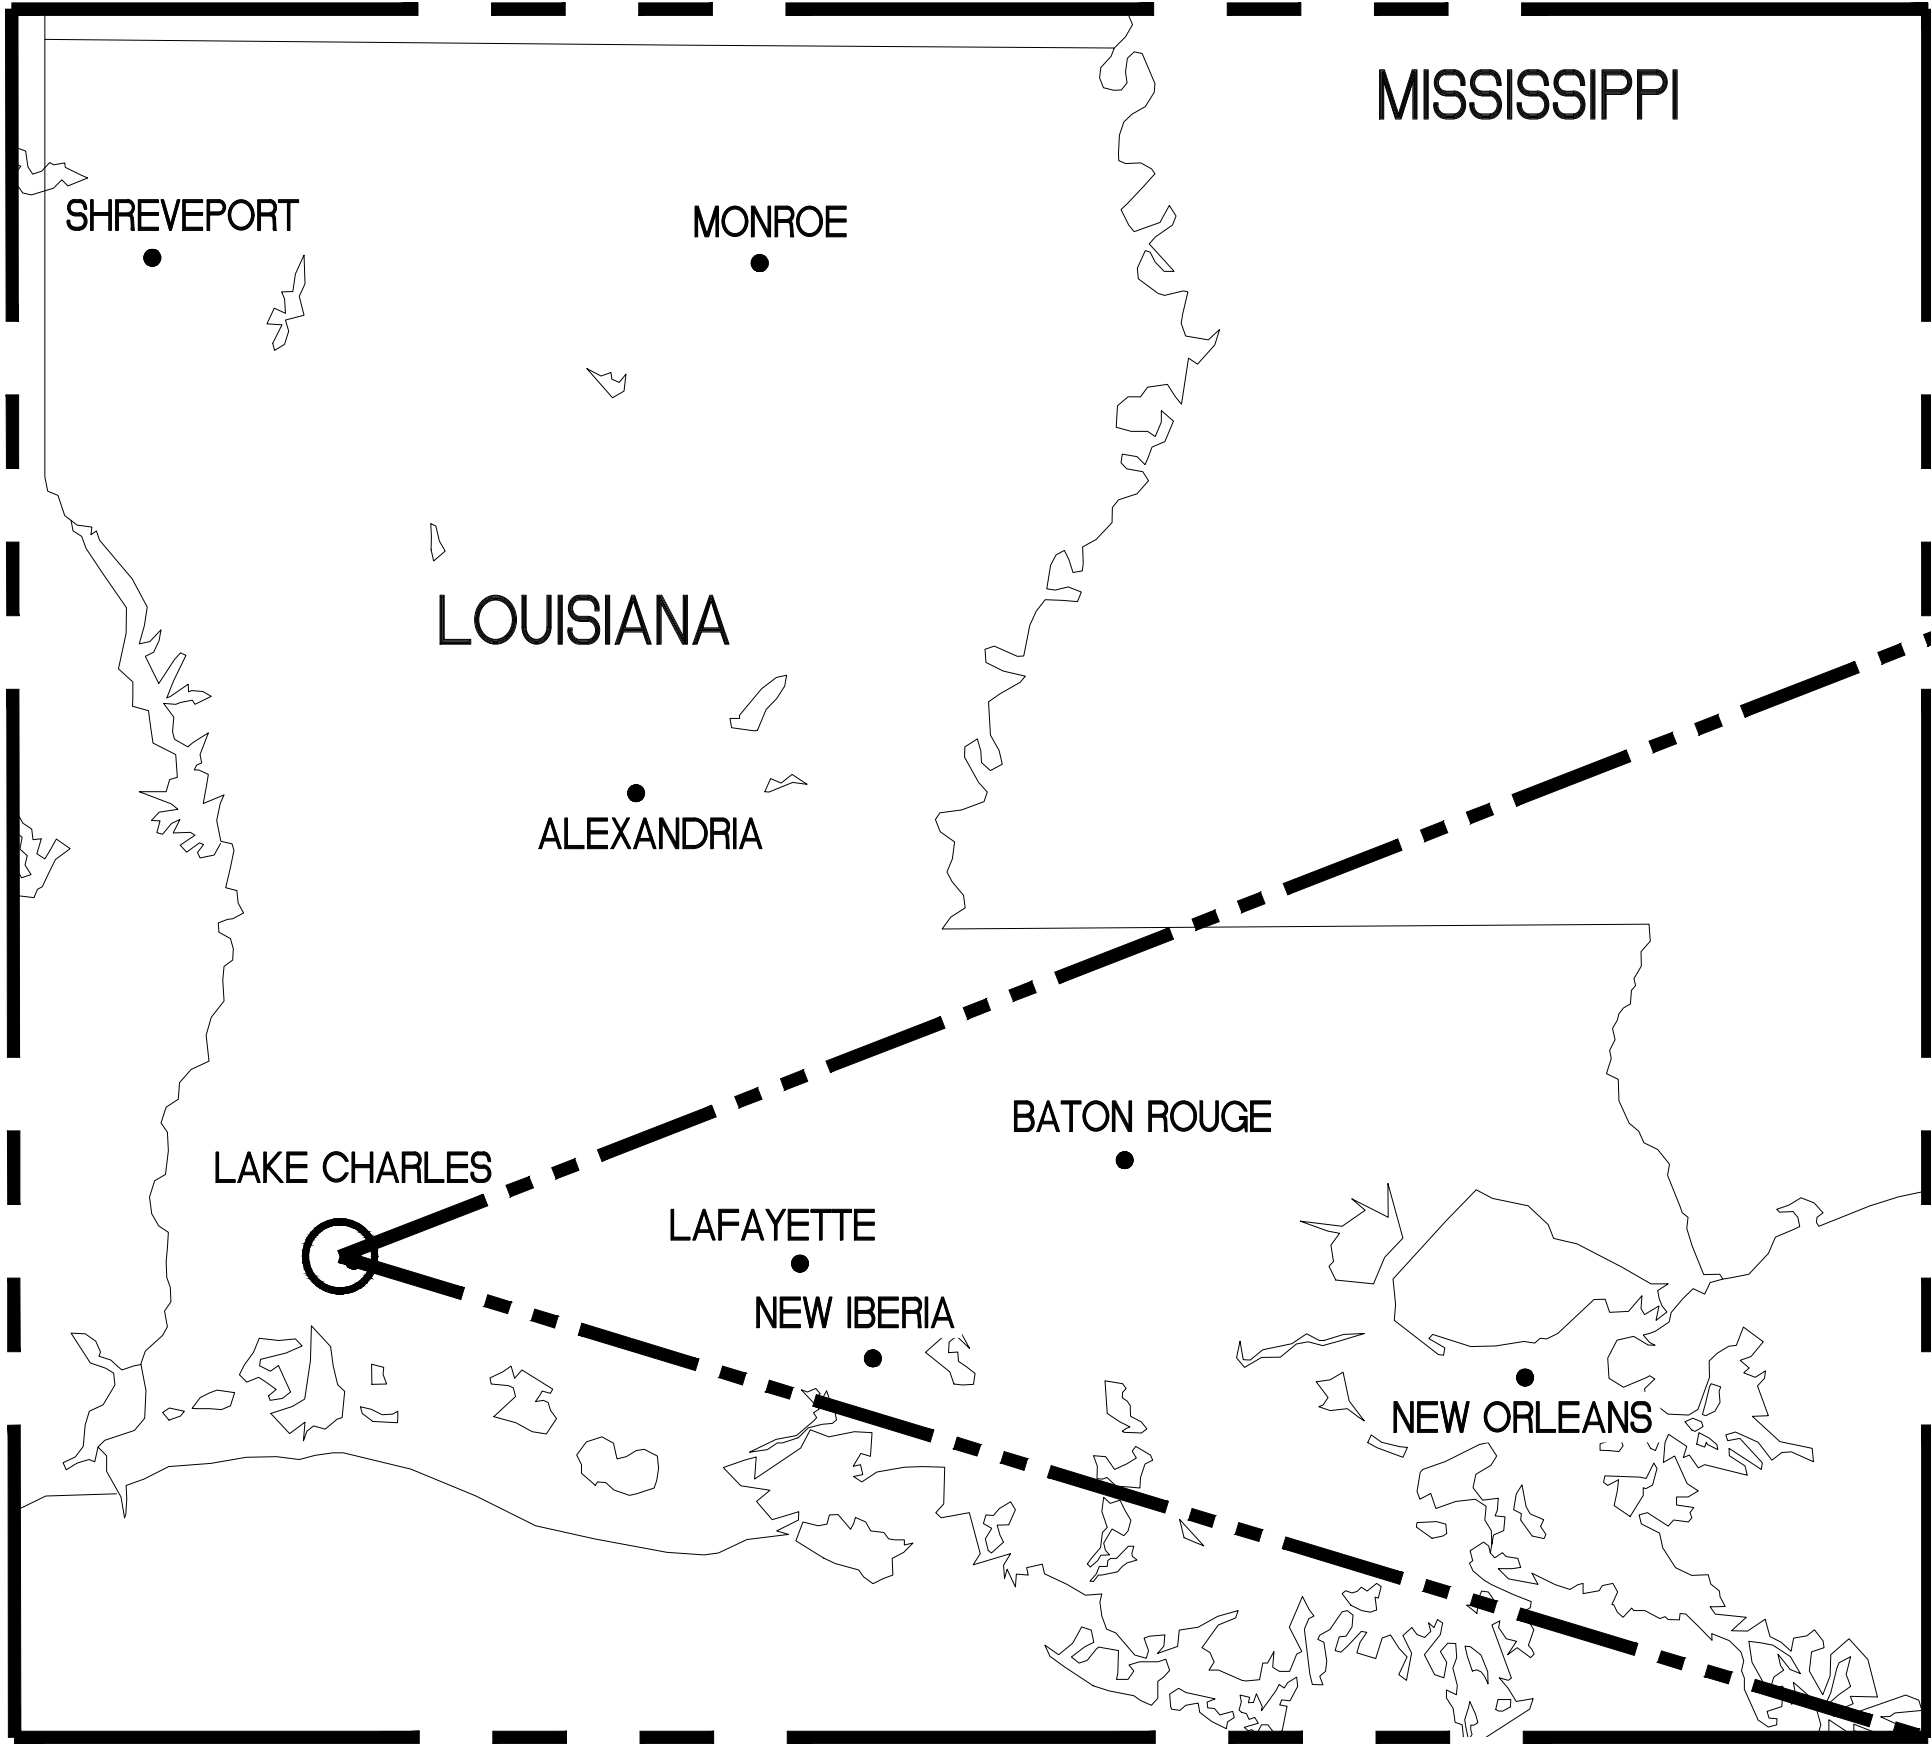 MISSISSIPPI
SHREVEPORT
MONROE
LOUISIANA
ALEXANDRIA
BATON ROUGE
LAKE CHARLES
LAFAYETTE
NEW IBERIA
NEW ORLEANS